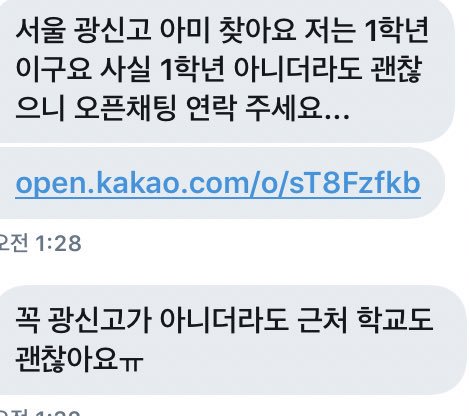 서울 광신고 아미 찾아요 저는 1학년
이구요 사실 1학년 아니더라도 괜찮
으니 오픈채팅 연락 주세요...
open.kakao.com/o/sT8Fzfkb
오전 1:28
꼭 광신고가 아니더라도 근처 학교도
괜찮아요ㅠ